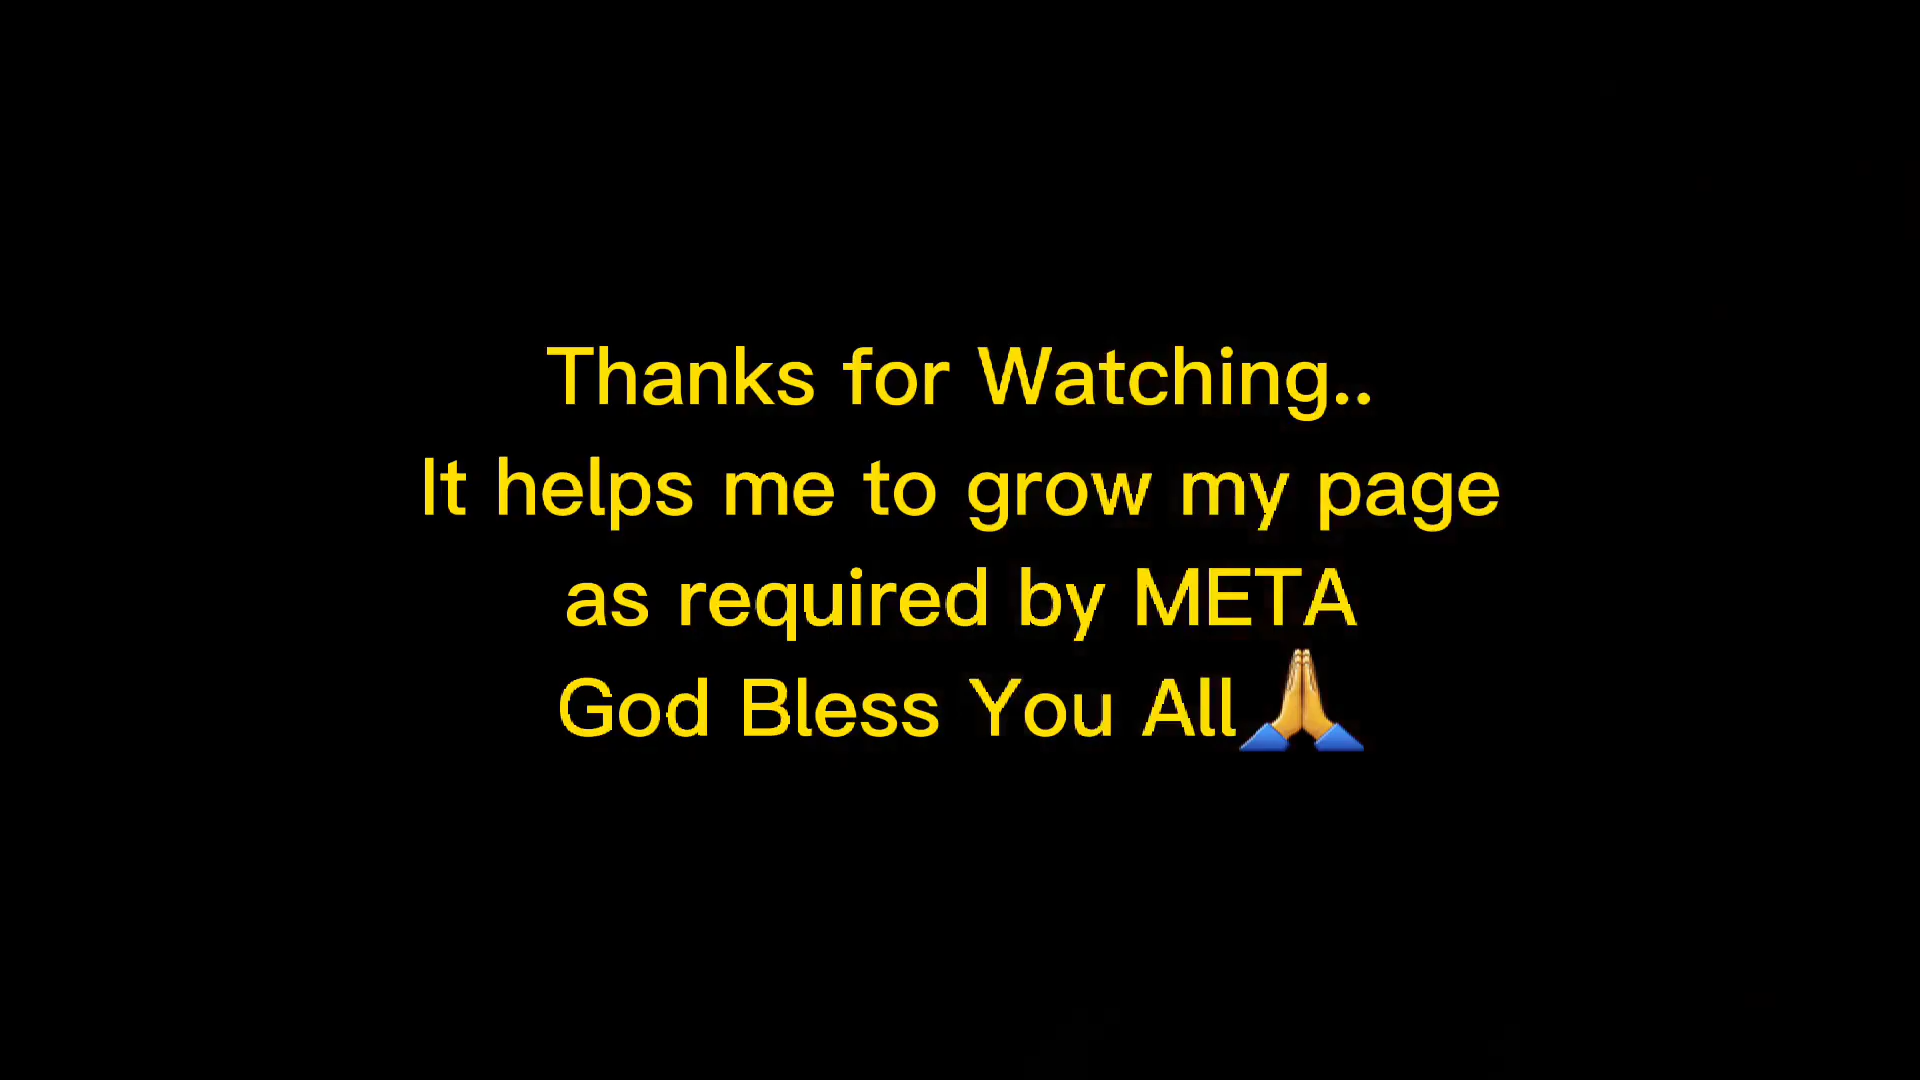 Thanks for Watching..
It helps me to grow my page
as required by META
God Bless You All🙏